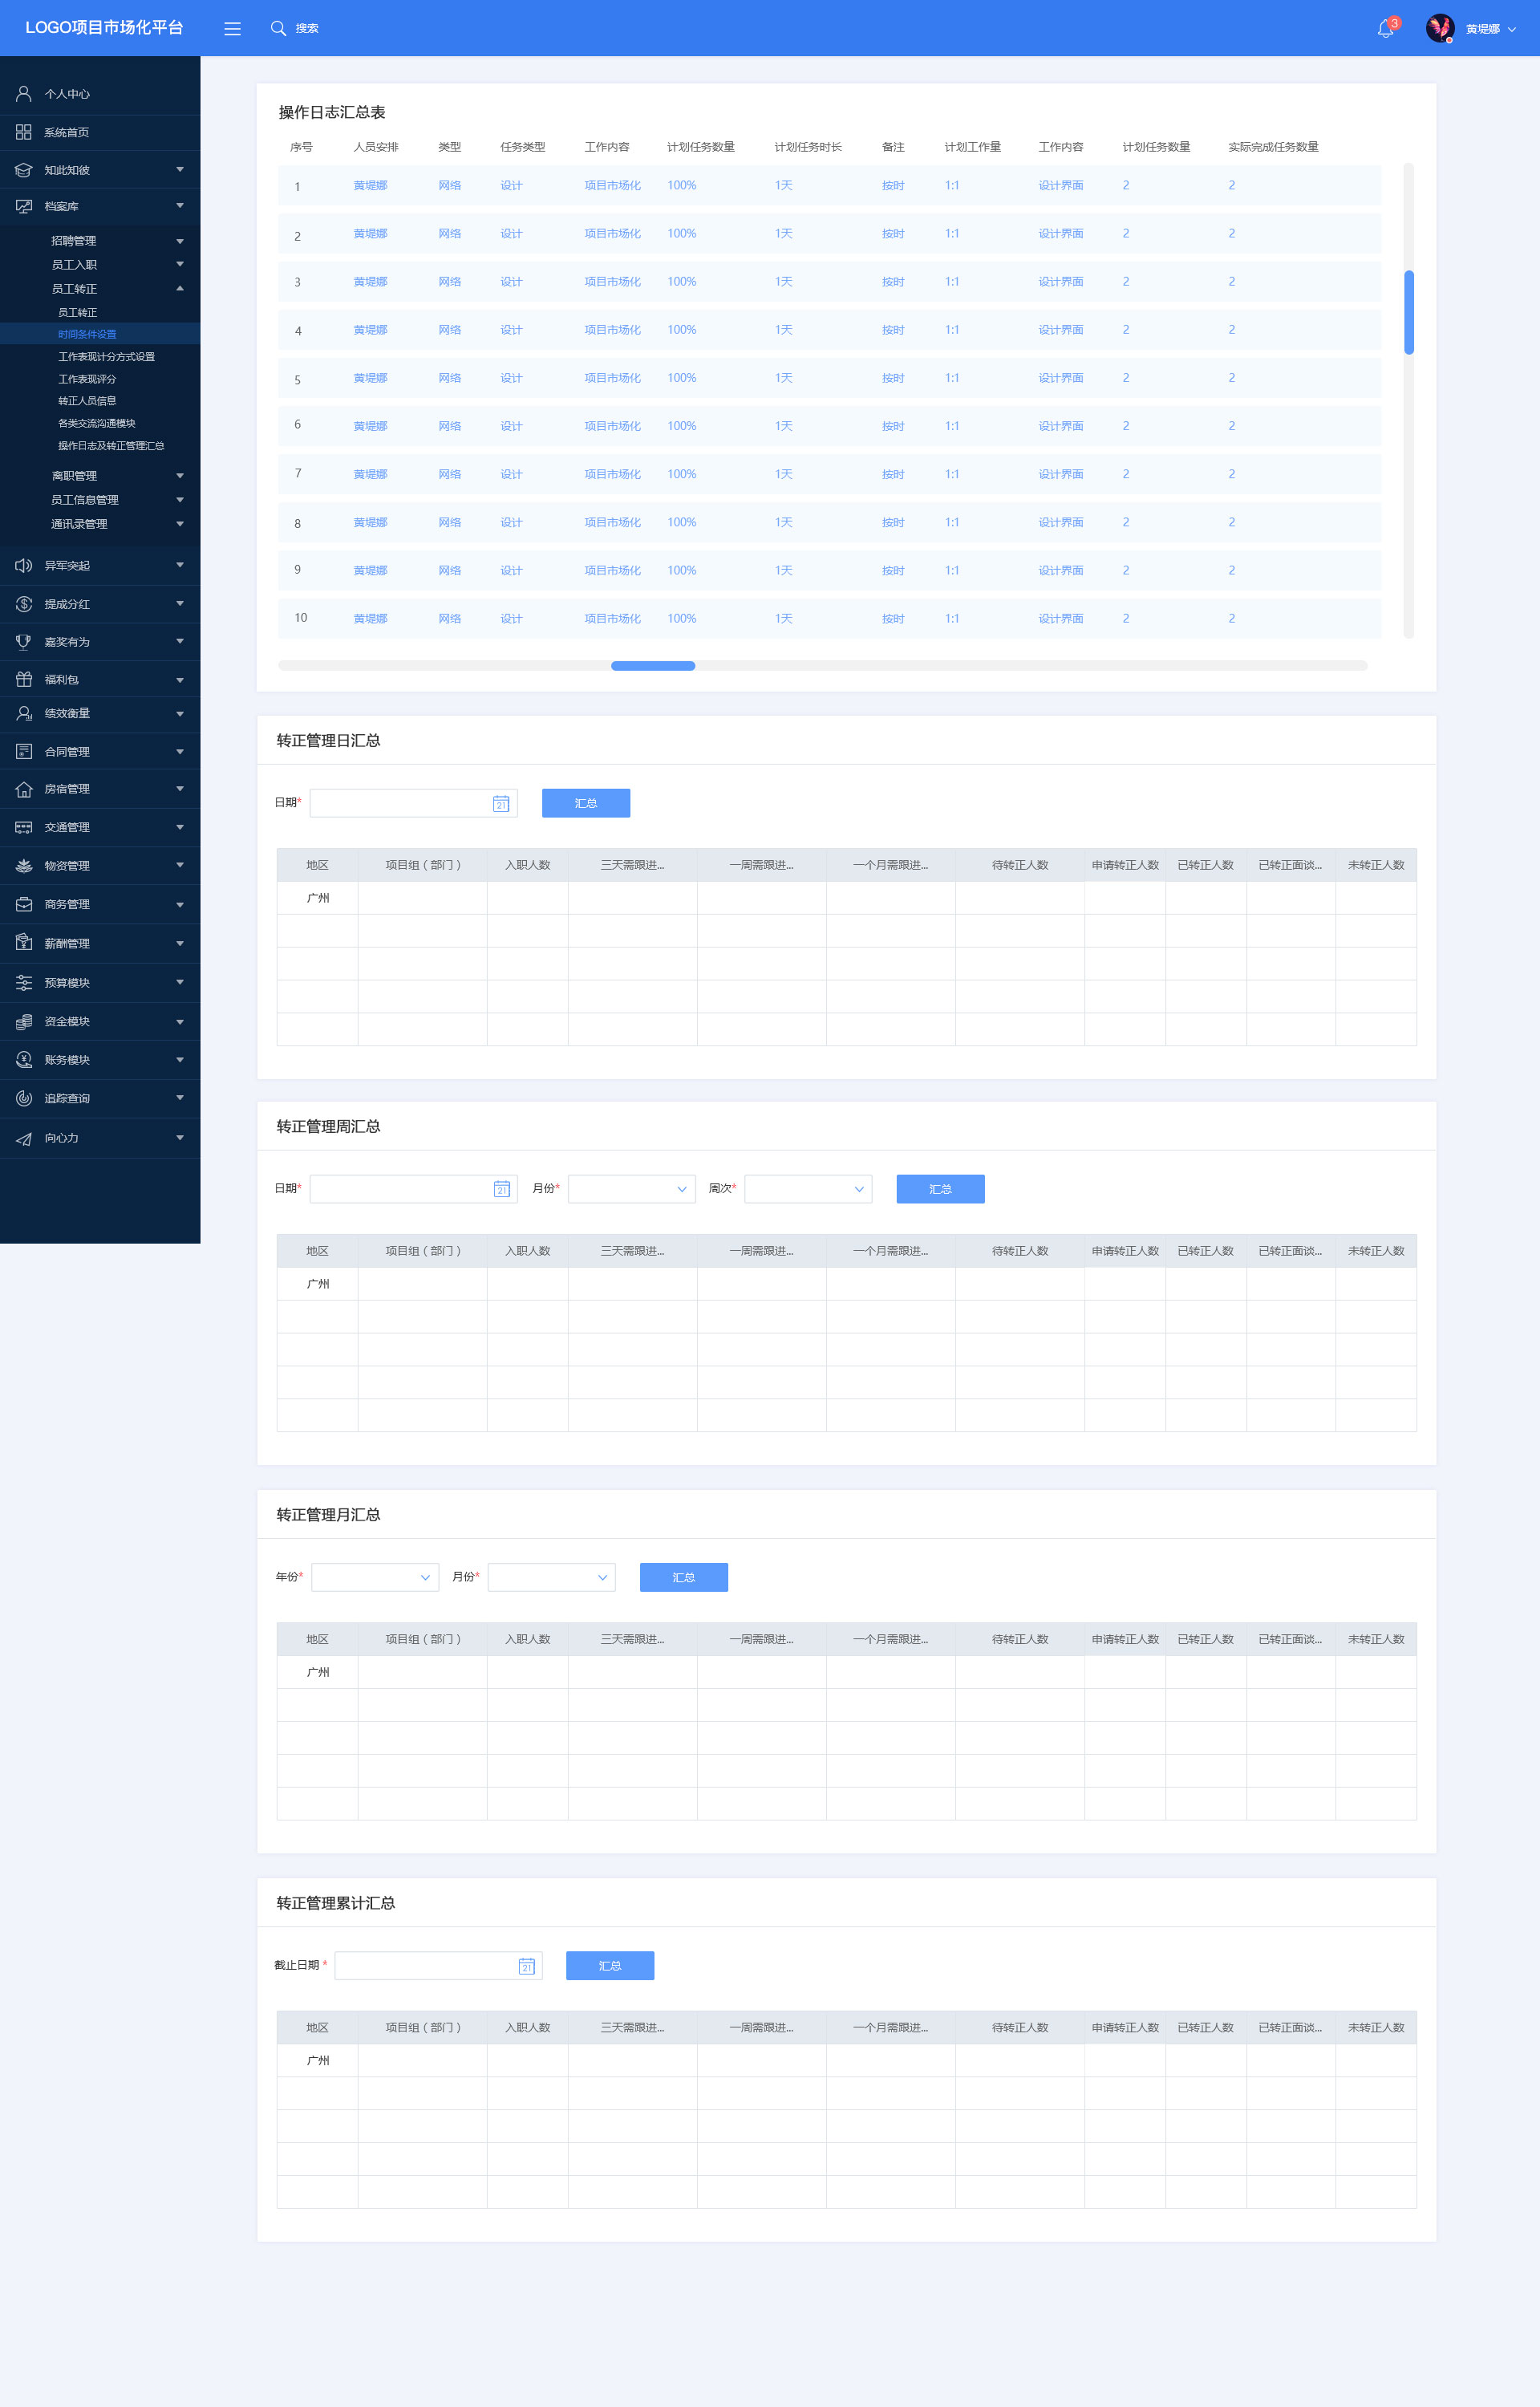 LOGO项目市场化平台 搜索 3 黄堤娜
个人中心
系统首页
知此知彼
档案库
招聘管理
员工入职
员工转正
员工转正
时间条件设置
工作表现计分方式设置
工作表现评分
转正人员信息
各类交流沟通模块
操作日志及转正管理汇总
离职管理
员工信息管理
通讯录管理
异军突起
提成分红
嘉奖有为
福利包
绩效衡量
合同管理
房宿管理
交通管理
物资管理
商务管理
薪酬管理
预算模块
资金模块
账务模块
追踪查询
向心力
操作日志汇总表
序号 人员安排 类型 任务类型 工作内容 计划任务数量 计划任务时长 备注 计划工作量 工作内容 计划任务数量 实际完成任务数量
1 黄堤娜 网络 设计 项目市场化 100% 1天 按时 1:1 设计界面 2 2
2 黄堤娜 网络 设计 项目市场化 100% 1天 按时 1:1 设计界面 2 2
3 黄堤娜 网络 设计 项目市场化 100% 1天 按时 1:1 设计界面 2 2
4 黄堤娜 网络 设计 项目市场化 100% 1天 按时 1:1 设计界面 2 2
5 黄堤娜 网络 设计 项目市场化 100% 1天 按时 1:1 设计界面 2 2
6 黄堤娜 网络 设计 项目市场化 100% 1天 按时 1:1 设计界面 2 2
7 黄堤娜 网络 设计 项目市场化 100% 1天 按时 1:1 设计界面 2 2
8 黄堤娜 网络 设计 项目市场化 100% 1天 按时 1:1 设计界面 2 2
9 黄堤娜 网络 设计 项目市场化 100% 1天 按时 1:1 设计界面 2 2
10 黄堤娜 网络 设计 项目市场化 100% 1天 按时 1:1 设计界面 2 2
转正管理日汇总
日期* 21 汇总
地区 项目组（部门） 入职人数 三天需跟进... 一周需跟进... 一个月需跟进... 待转正人数 申请转正人数 已转正人数 已转正面谈... 未转正人数
广州
转正管理周汇总
日期* 21 月份* 周次* 汇总
地区 项目组（部门） 入职人数 三天需跟进... 一周需跟进... 一个月需跟进... 待转正人数 申请转正人数 已转正人数 已转正面谈... 未转正人数
广州
转正管理月汇总
年份* 月份* 汇总
地区 项目组（部门） 入职人数 三天需跟进... 一周需跟进... 一个月需跟进... 待转正人数 申请转正人数 已转正人数 已转正面谈... 未转正人数
广州
转正管理累计汇总
截止日期 * 21 汇总
地区 项目组（部门） 入职人数 三天需跟进... 一周需跟进... 一个月需跟进... 待转正人数 申请转正人数 已转正人数 已转正面谈... 未转正人数
广州